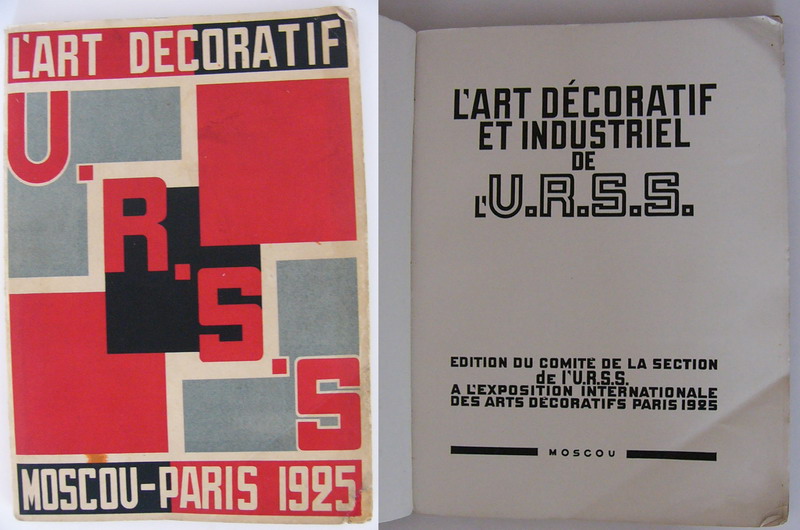 L'ART DECORATIF
U.
R.
S.
S
MOSCOU-PARIS 1925
L'ART DÉCORATIF
ET INDUSTRIEL
DE
L'U.R.S.S.
EDITION DU COMITÉ DE LA SECTION
de l'U.R.S.S.
A L'EXPOSITION INTERNATIONALE
DES ARTS DÉCORATIFS PARIS 1925
MOSCOU